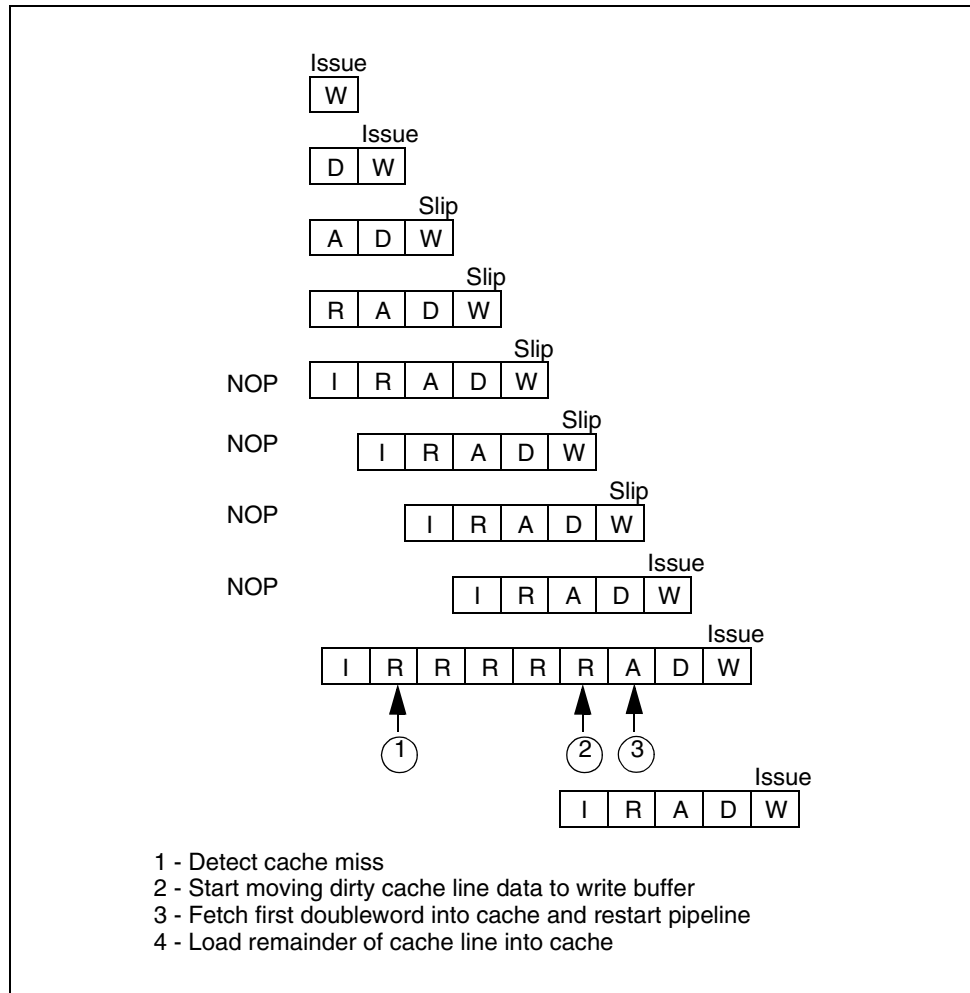 Issue
W
Issue
D W
Slip
A D W
Slip
R A D W
Slip
NOP I R A D W
Slip
NOP I R A D W
Slip
NOP I R A D W
Issue
NOP I R A D W
Issue
I R R R R R A D W
1 2 3
Issue
I R A D W
1 - Detect cache miss
2 - Start moving dirty cache line data to write buffer
3 - Fetch first doubleword into cache and restart pipeline
4 - Load remainder of cache line into cache